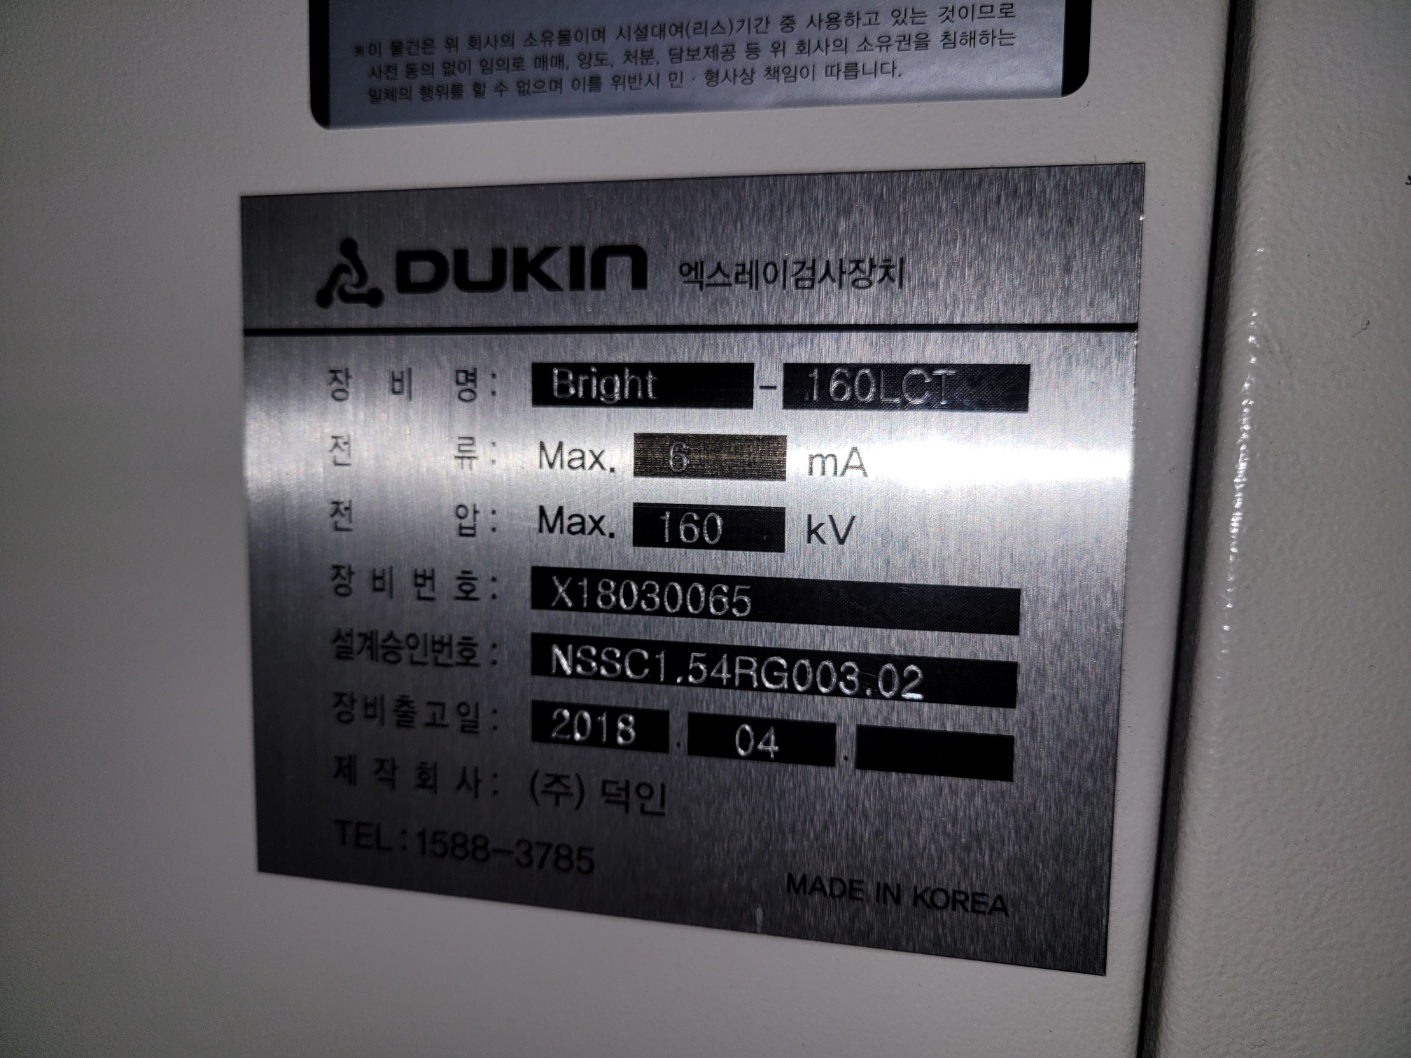 ※이 물건은 위 회사의 소유물이며 시설대여(리스)기간 중 사용하고 있는 것이므로
사전 동의 없이 임의로 매매, 양도, 처분, 담보제공 등 위 회사의 소유권을 침해하는
일체의 행위를 할 수 없으며 이를 위반시 민·형사상 책임이 따릅니다.
DUKIN 엑스레이검사장치
장 비 명 : Bright - 160LCT
전 류 : Max. 6 mA
전 압 : Max. 160 kV
장 비 번 호 : X18030065
설계승인번호 : NSSC1.54RG003.02
장비출고일 : 2018 . 04 .
제 작 회 사 : (주) 덕인
TEL : 1588-3785
MADE IN KOREA